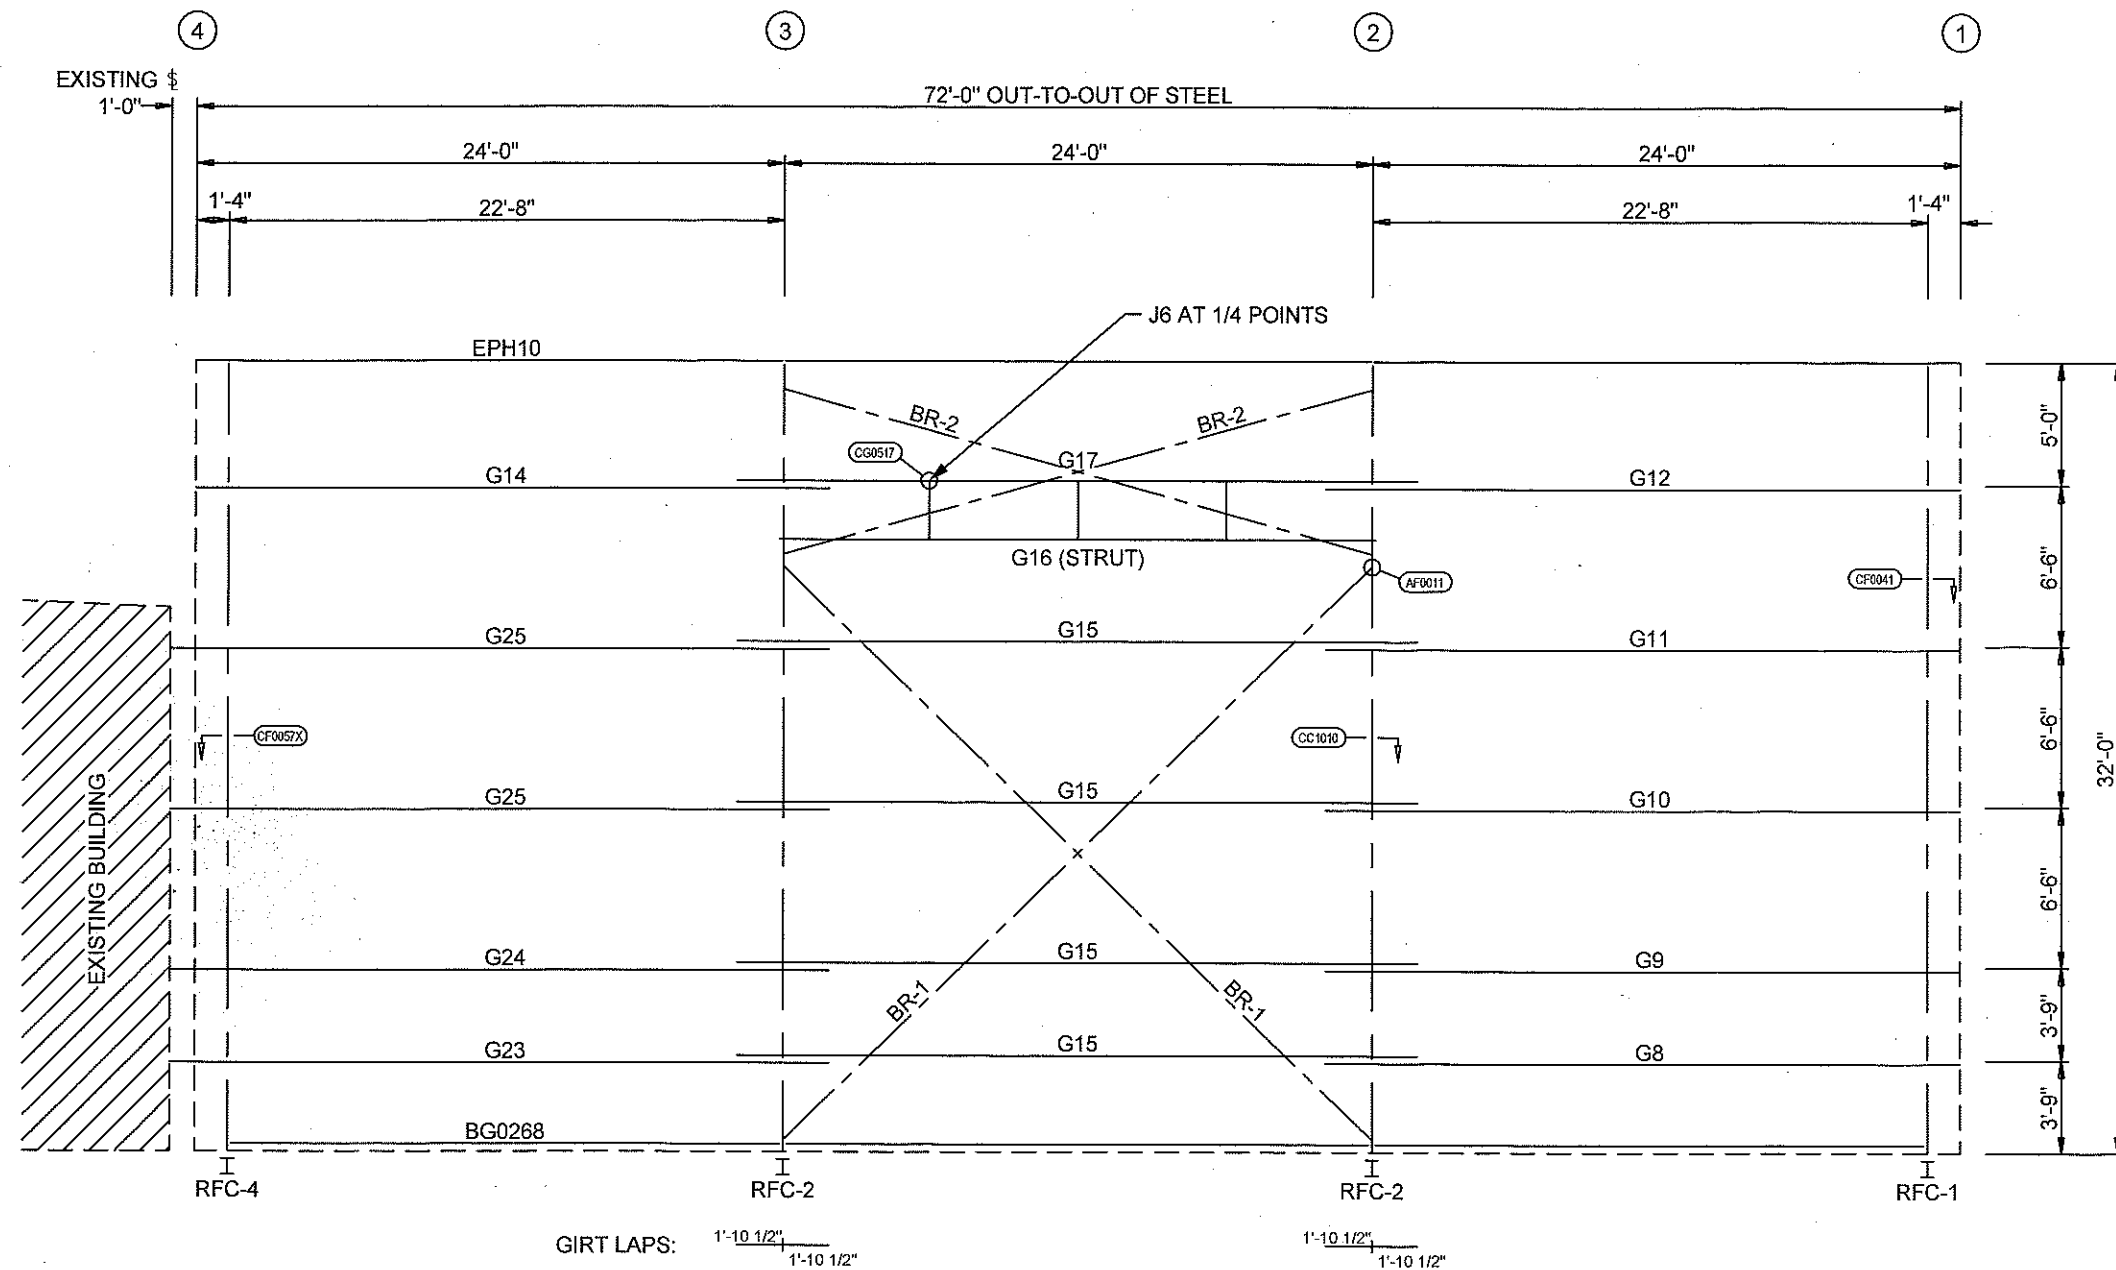 4 3 2 1
EXISTING ℄
1'-0"
72'-0" OUT-TO-OUT OF STEEL
24'-0" 24'-0" 24'-0"
1'-4" 22'-8" 22'-8" 1'-4"
J6 AT 1/4 POINTS
EPH10
BR-2 BR-2
5'-0"
CG0517
G14 G17 G12
G16 (STRUT)
AF0011
CF0041
6'-6"
G25 G15 G11
CF0057X
CC1010
6'-6"
32'-0"
G25 G15 G10
EXISTING BUILDING
6'-6"
G24 G15 G9
BR-1 BR-1
3'-9"
G23 G15 G8
3'-9"
BG0268
RFC-4 RFC-2 RFC-2 RFC-1
GIRT LAPS: 1'-10 1/2" 1'-10 1/2"
1'-10 1/2" 1'-10 1/2"